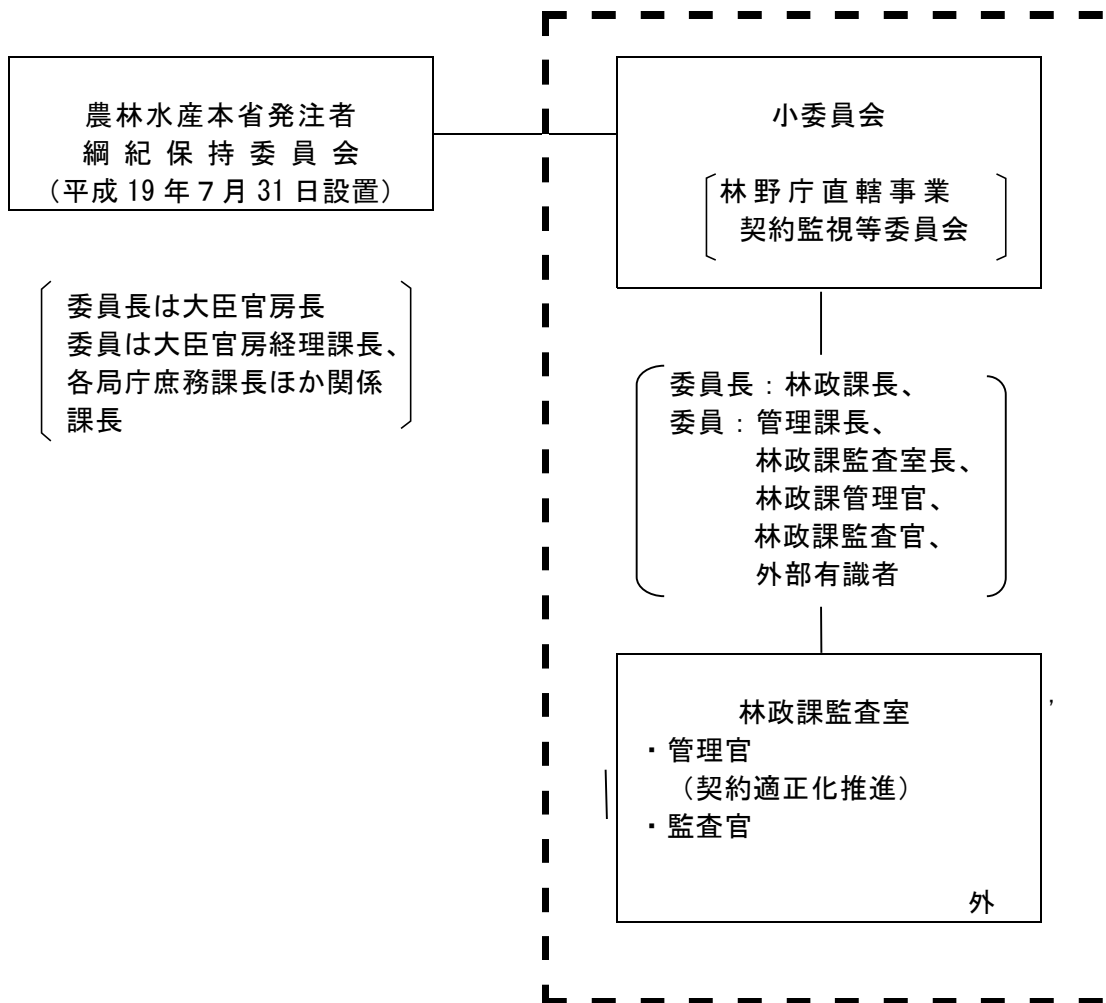 農林水産本省発注者
綱紀保持委員会
（平成19年７月31日設置）
委員長は大臣官房長
委員は大臣官房経理課長、
各局庁庶務課長ほか関係
課長
小委員会
林野庁直轄事業
契約監視等委員会
委員長：林政課長、
委員：管理課長、
林政課監査室長、
林政課管理官、
林政課監査官、
外部有識者
林政課監査室
・管理官
（契約適正化推進）
・監査官
外
，